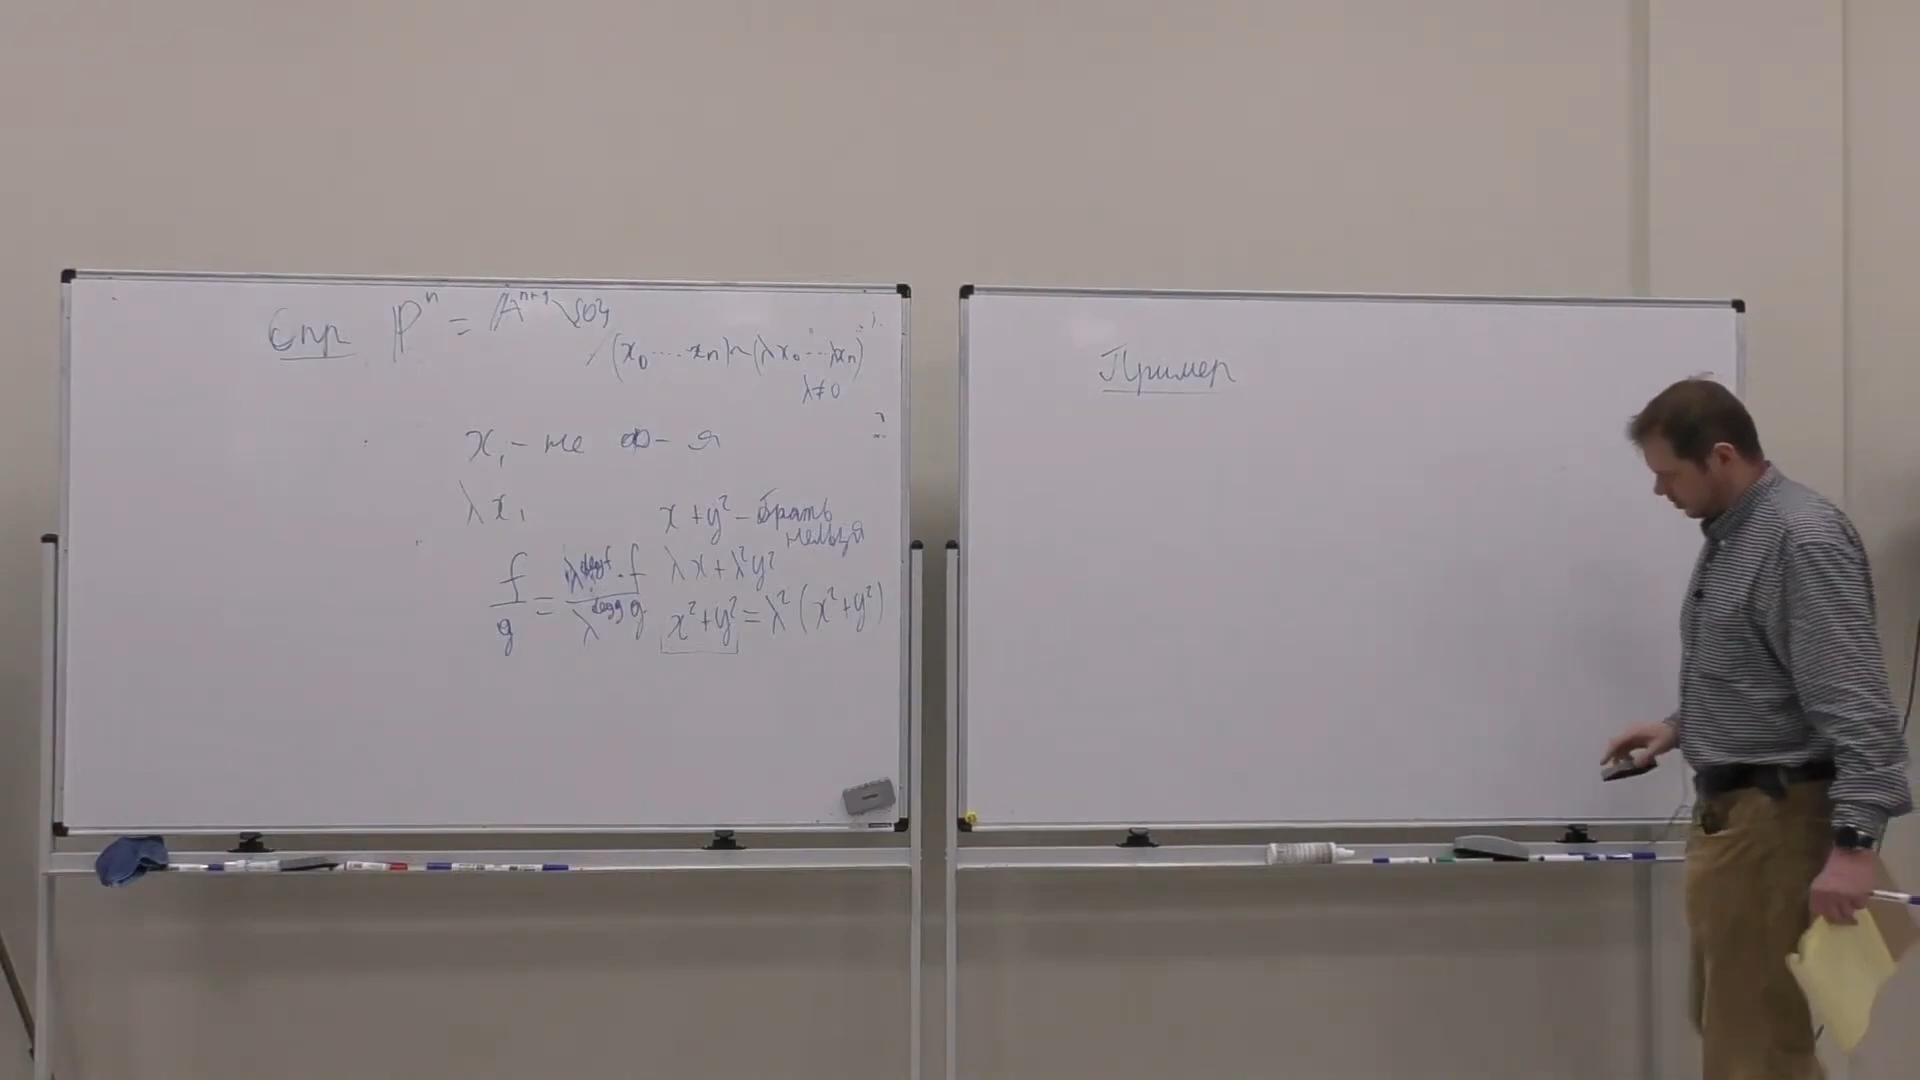 Опр ℙⁿ = 𝔸ⁿ⁺¹ \ {0}
/(x₀ .... xₙ) ~ (λx₀ ... λxₙ)
λ ≠ 0
x₁ - не ф-я
λx₁
x + y² - брать
нельзя
λx + λ²y²
f/g = λ^deg f · f / λ^deg g g
x² + y² = λ² (x² + y²)
Пример